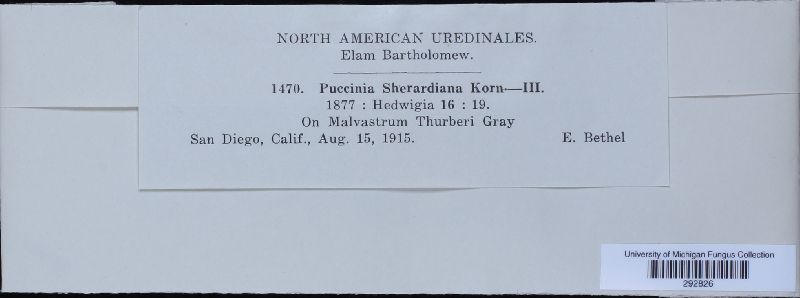 NORTH AMERICAN UREDINALES.
Elam Bartholomew.
1470. Puccinia Sherardiana Korn—III.
1877 : Hedwigia 16 : 19.
On Malvastrum Thurberi Gray
San Diego, Calif., Aug. 15, 1915. E. Bethel
University of Michigan Fungus Collection
292826